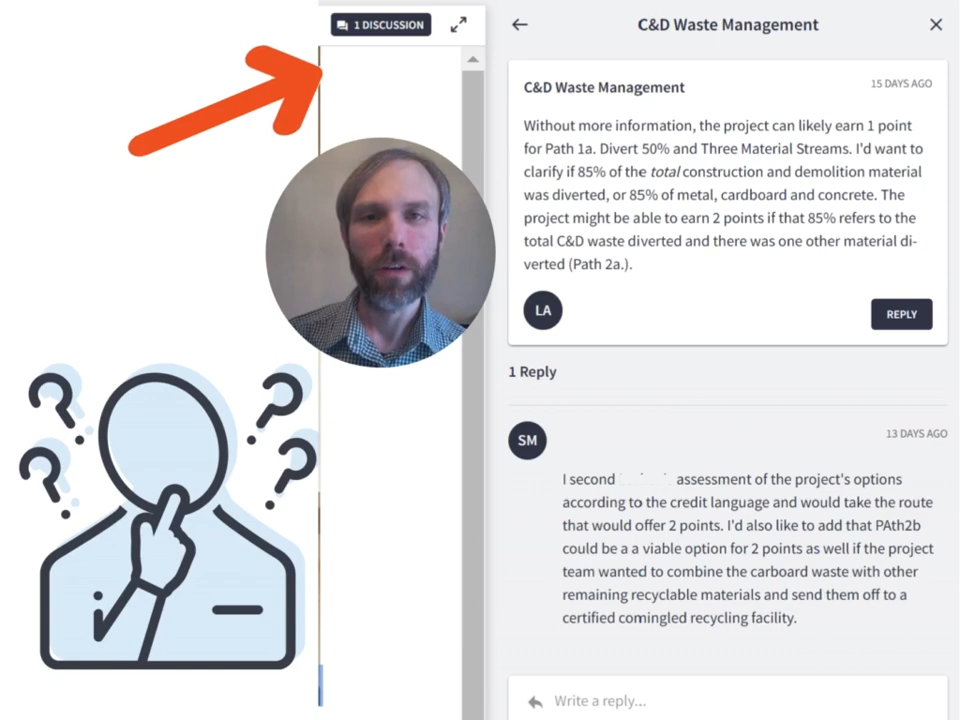 1 DISCUSSION
C&D Waste Management
C&D Waste Management
15 DAYS AGO
Without more information, the project can likely earn 1 point
for Path 1a. Divert 50% and Three Material Streams. I'd want to
clarify if 85% of the total construction and demolition material
was diverted, or 85% of metal, cardboard and concrete. The
project might be able to earn 2 points if that 85% refers to the
total C&D waste diverted and there was one other material di-
verted (Path 2a.).
LA
REPLY
1 Reply
SM
13 DAYS AGO
I second assessment of the project's options
according to the credit language and would take the route
that would offer 2 points. I'd also like to add that PAth2b
could be a a viable option for 2 points as well if the project
team wanted to combine the carboard waste with other
remaining recyclable materials and send them off to a
certified comingled recycling facility.
Write a reply...